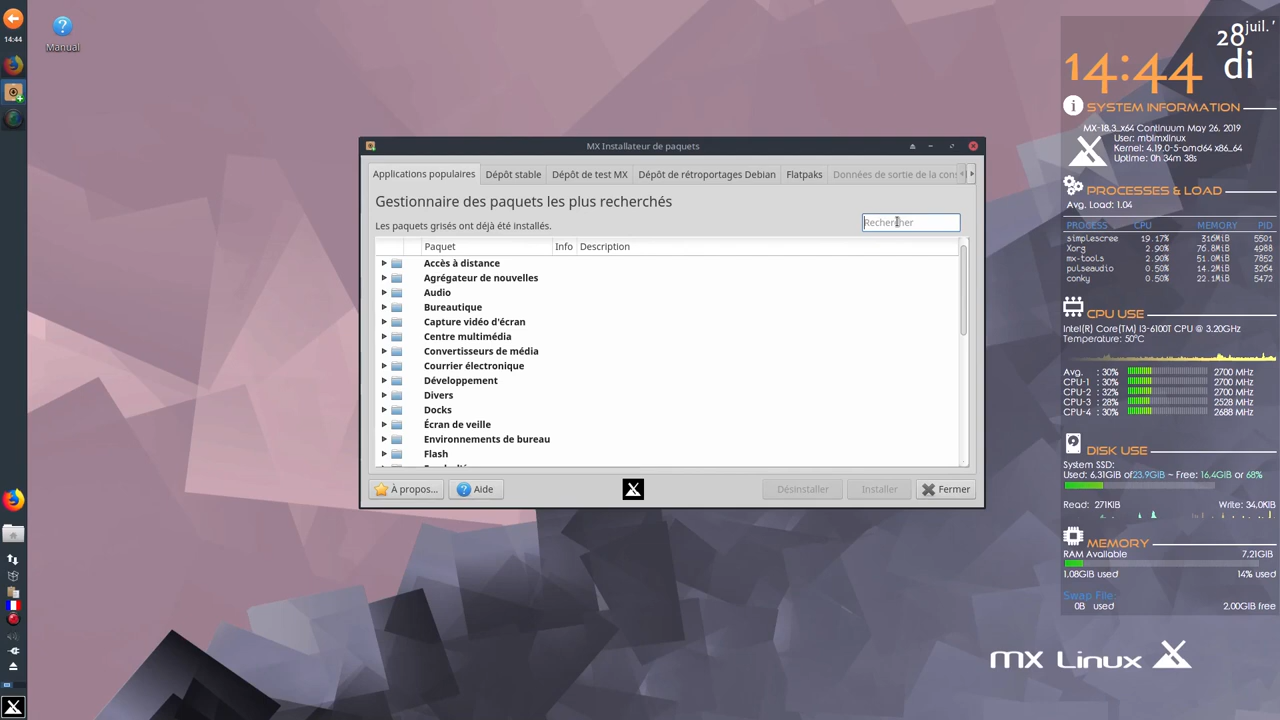 14:44
Manual
MX Installateur de paquets
Applications populaires
Dépôt stable
Dépôt de test MX
Dépôt de rétroportages Debian
Flatpaks
Données de sortie de la con
Gestionnaire des paquets les plus recherchés
Les paquets grisés ont déjà été installés.
Rechercher
Paquet Info Description
Accès à distance
Agrégateur de nouvelles
Audio
Bureautique
Capture vidéo d'écran
Centre multimédia
Convertisseurs de média
Courrier électronique
Développement
Divers
Docks
Écran de veille
Environnements de bureau
Flash
À propos...
Aide
Désinstaller
Installer
Fermer
28 juil.'
14:44 di
SYSTEM INFORMATION
MX-18.3_x64 Continuum May 26, 2019
User: mblmxlinux
Kernel: 4.19.0-5-amd64 x86_64
Uptime: 0h 34m 38s
PROCESSES & LOAD
Avg. Load: 1.04
PROCESS CPU MEMORY PID
simplescree 19.17% 316MiB 5501
Xorg 2.90% 76.8MiB 4988
mx-tools 2.90% 51.0MiB 7852
pulseaudio 0.50% 14.2MiB 3264
conky 0.50% 22.1MiB 5472
CPU USE
Intel(R) Core(TM) i3-6100T CPU @ 3.20GHz
Temperature: 50°C
Avg. : 30% 2700 MHz
CPU-1 : 30% 2700 MHz
CPU-2 : 32% 2700 MHz
CPU-3 : 28% 2528 MHz
CPU-4 : 30% 2688 MHz
DISK USE
System SSD:
Used: 6.31GiB of23.9GiB ~ Free: 16.4GiB or 68%
Read: 271KiB Write: 34.0KiB
MEMORY
RAM Available 7.21GiB
1.08GiB used 14% used
Swap File:
0B used 2.00GiB free
MX Linux